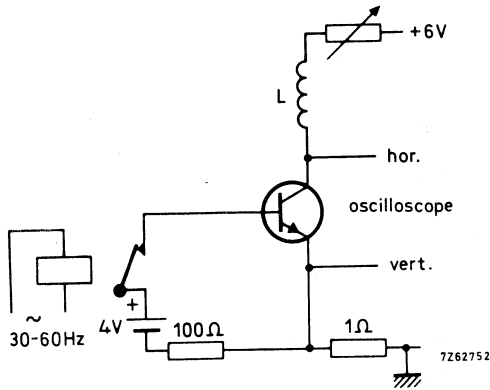 +6V
L
hor.
oscilloscope
vert.
+
4V
100Ω
1Ω
~
30-60Hz
7Z62752